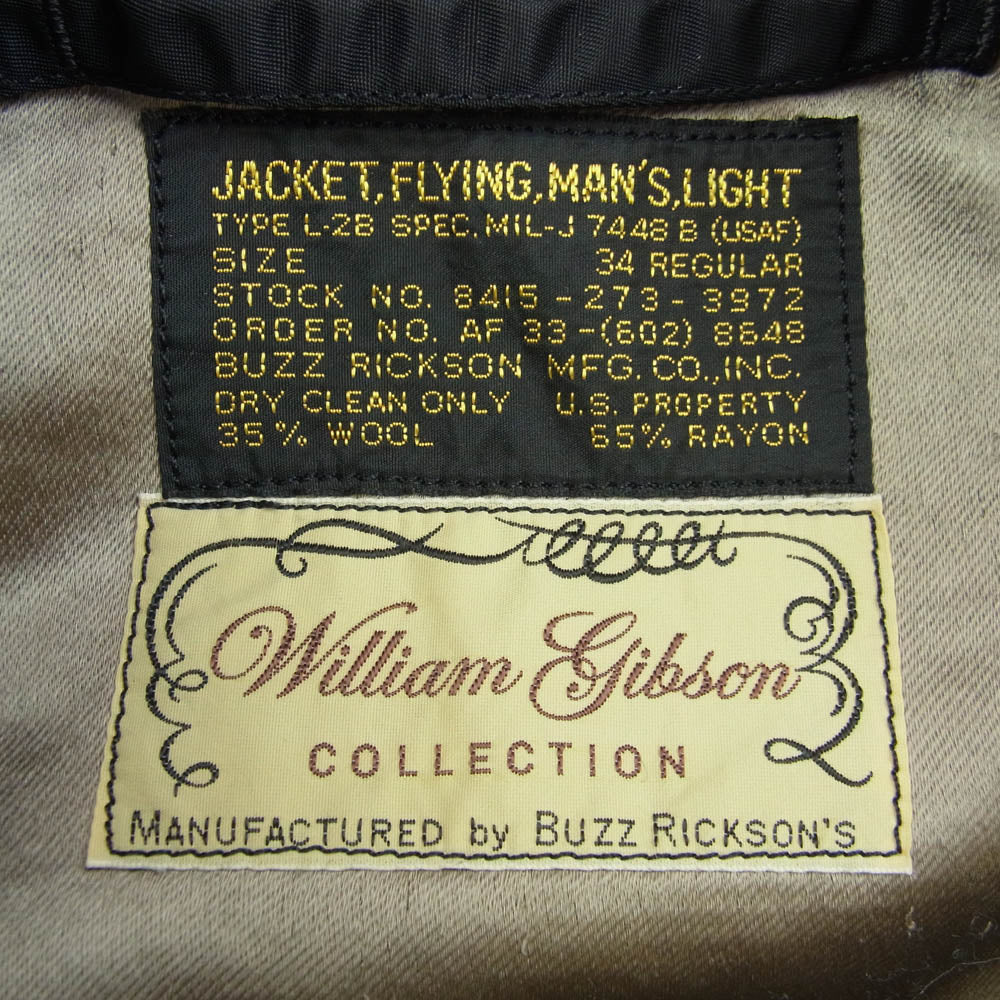 JACKET, FLYING, MAN'S, LIGHT
TYPE L-2B SPEC. MIL-J 7448 B (USAF)
SIZE 34 REGULAR
STOCK NO. 8415-273-3972
ORDER NO. AF 33-(602) 8648
BUZZ RICKSON MFG. CO., INC.
DRY CLEAN ONLY U.S. PROPERTY
35% WOOL 65% RAYON
William Gibson
COLLECTION
MANUFACTURED by BUZZ RICKSON'S